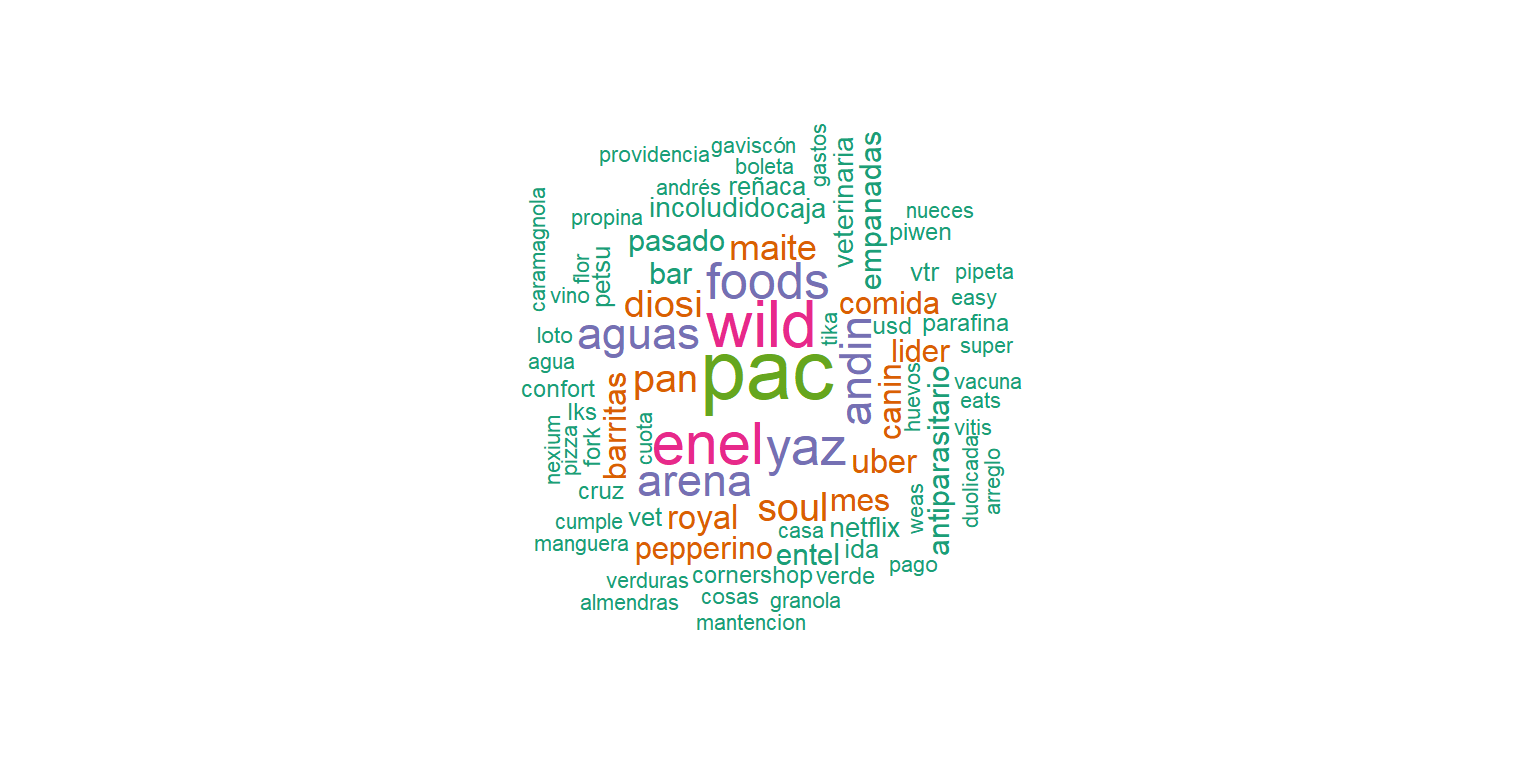 providencia
gaviscón
boleta
gastos
veterinaria
empanadas
andrés
reñaca
caramagnola
propina
incoludido
caja
nueces
piwen
pasado
maite
flor
petsu
bar
foods
vtr
pipeta
vino
diosi
comida
easy
loto
aguas
wild
tika
andin
usd
parafina
agua
lider
super
confort
pan
pac
canin
huevos
antiparasitario
vacuna
eats
lks
barritas
cuota
enel
yaz
vitis
nexium
pizza
fork
uber
duolicada
arreglo
cruz
arena
soul
mes
weas
cumple
vet
royal
casa
netflix
manguera
pepperino
entel
ida
pago
verduras
cornershop
verde
almendras
cosas
granola
mantencion